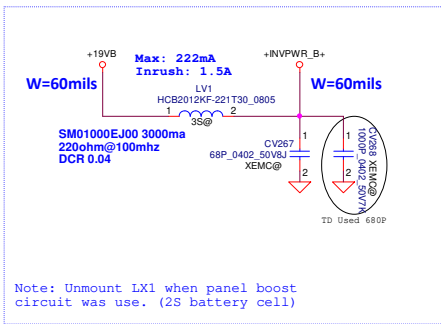 +19VB
Max: 222mA
Inrush: 1.5A
+INVPWR_B+
W=60mils
W=60mils
LV1
HCB2012KF-221T30_0805
1
2
3S@
SM01000EJ00 3000ma
220ohm@100mhz
DCR 0.04
CV267
68P_0402_50V8J
XEMC@
1
2
CV268 XEMC@
1000P_0402_50V7K
1
2
TD Used 680P
Note: Unmount LX1 when panel boost
circuit was use. (2S battery cell)